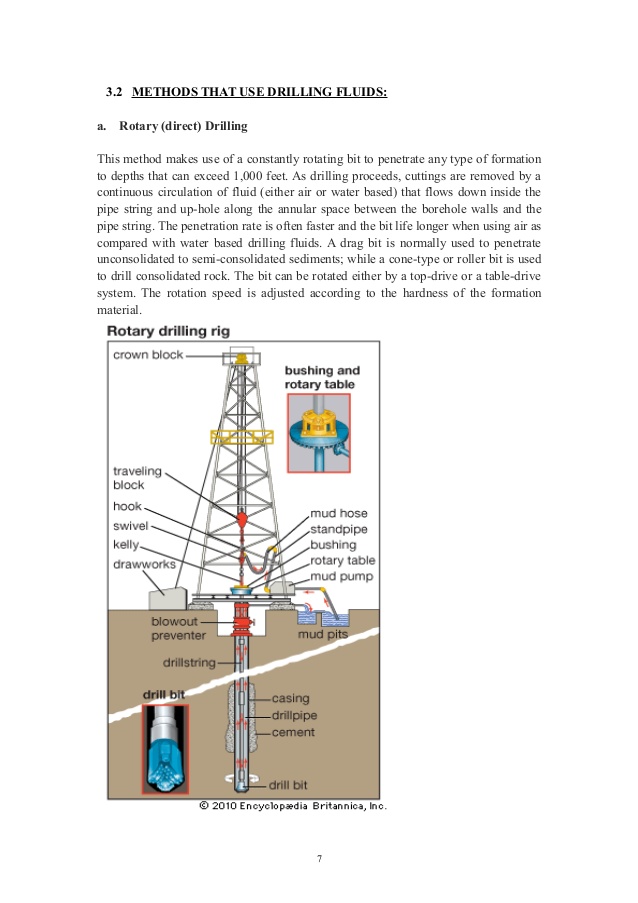 3.2 METHODS THAT USE DRILLING FLUIDS:
a. Rotary (direct) Drilling
This method makes use of a constantly rotating bit to penetrate any type of formation
to depths that can exceed 1,000 feet. As drilling proceeds, cuttings are removed by a
continuous circulation of fluid (either air or water based) that flows down inside the
pipe string and up-hole along the annular space between the borehole walls and the
pipe string. The penetration rate is often faster and the bit life longer when using air as
compared with water based drilling fluids. A drag bit is normally used to penetrate
unconsolidated to semi-consolidated sediments; while a cone-type or roller bit is used
to drill consolidated rock. The bit can be rotated either by a top-drive or a table-drive
system. The rotation speed is adjusted according to the hardness of the formation
material.
Rotary drilling rig
crown block
bushing and
rotary table
traveling
block
hook
swivel
kelly
drawworks
mud hose
standpipe
bushing
rotary table
mud pump
blowout
preventer
mud pits
drillstring
drill bit
casing
drillpipe
cement
drill bit
© 2010 Encyclopædia Britannica, Inc.
7